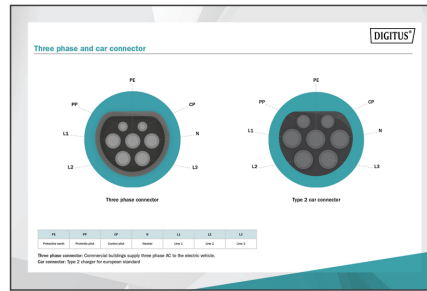 DIGITUS®
Three phase and car connector
PE
PP CP
L1 N
L2 L3
Three phase connector
PE
PP CP
L1 N
L2 L3
Type 2 car connector
PE PP CP N L1 L2 L3
Protective earth Proximity pilot Control pilot Neutral Line 1 Line 2 Line 3
Three phase connector: Commercial buildings supply three phase AC to the electric vehicle.
Car connector: Type 2 charger for european standard